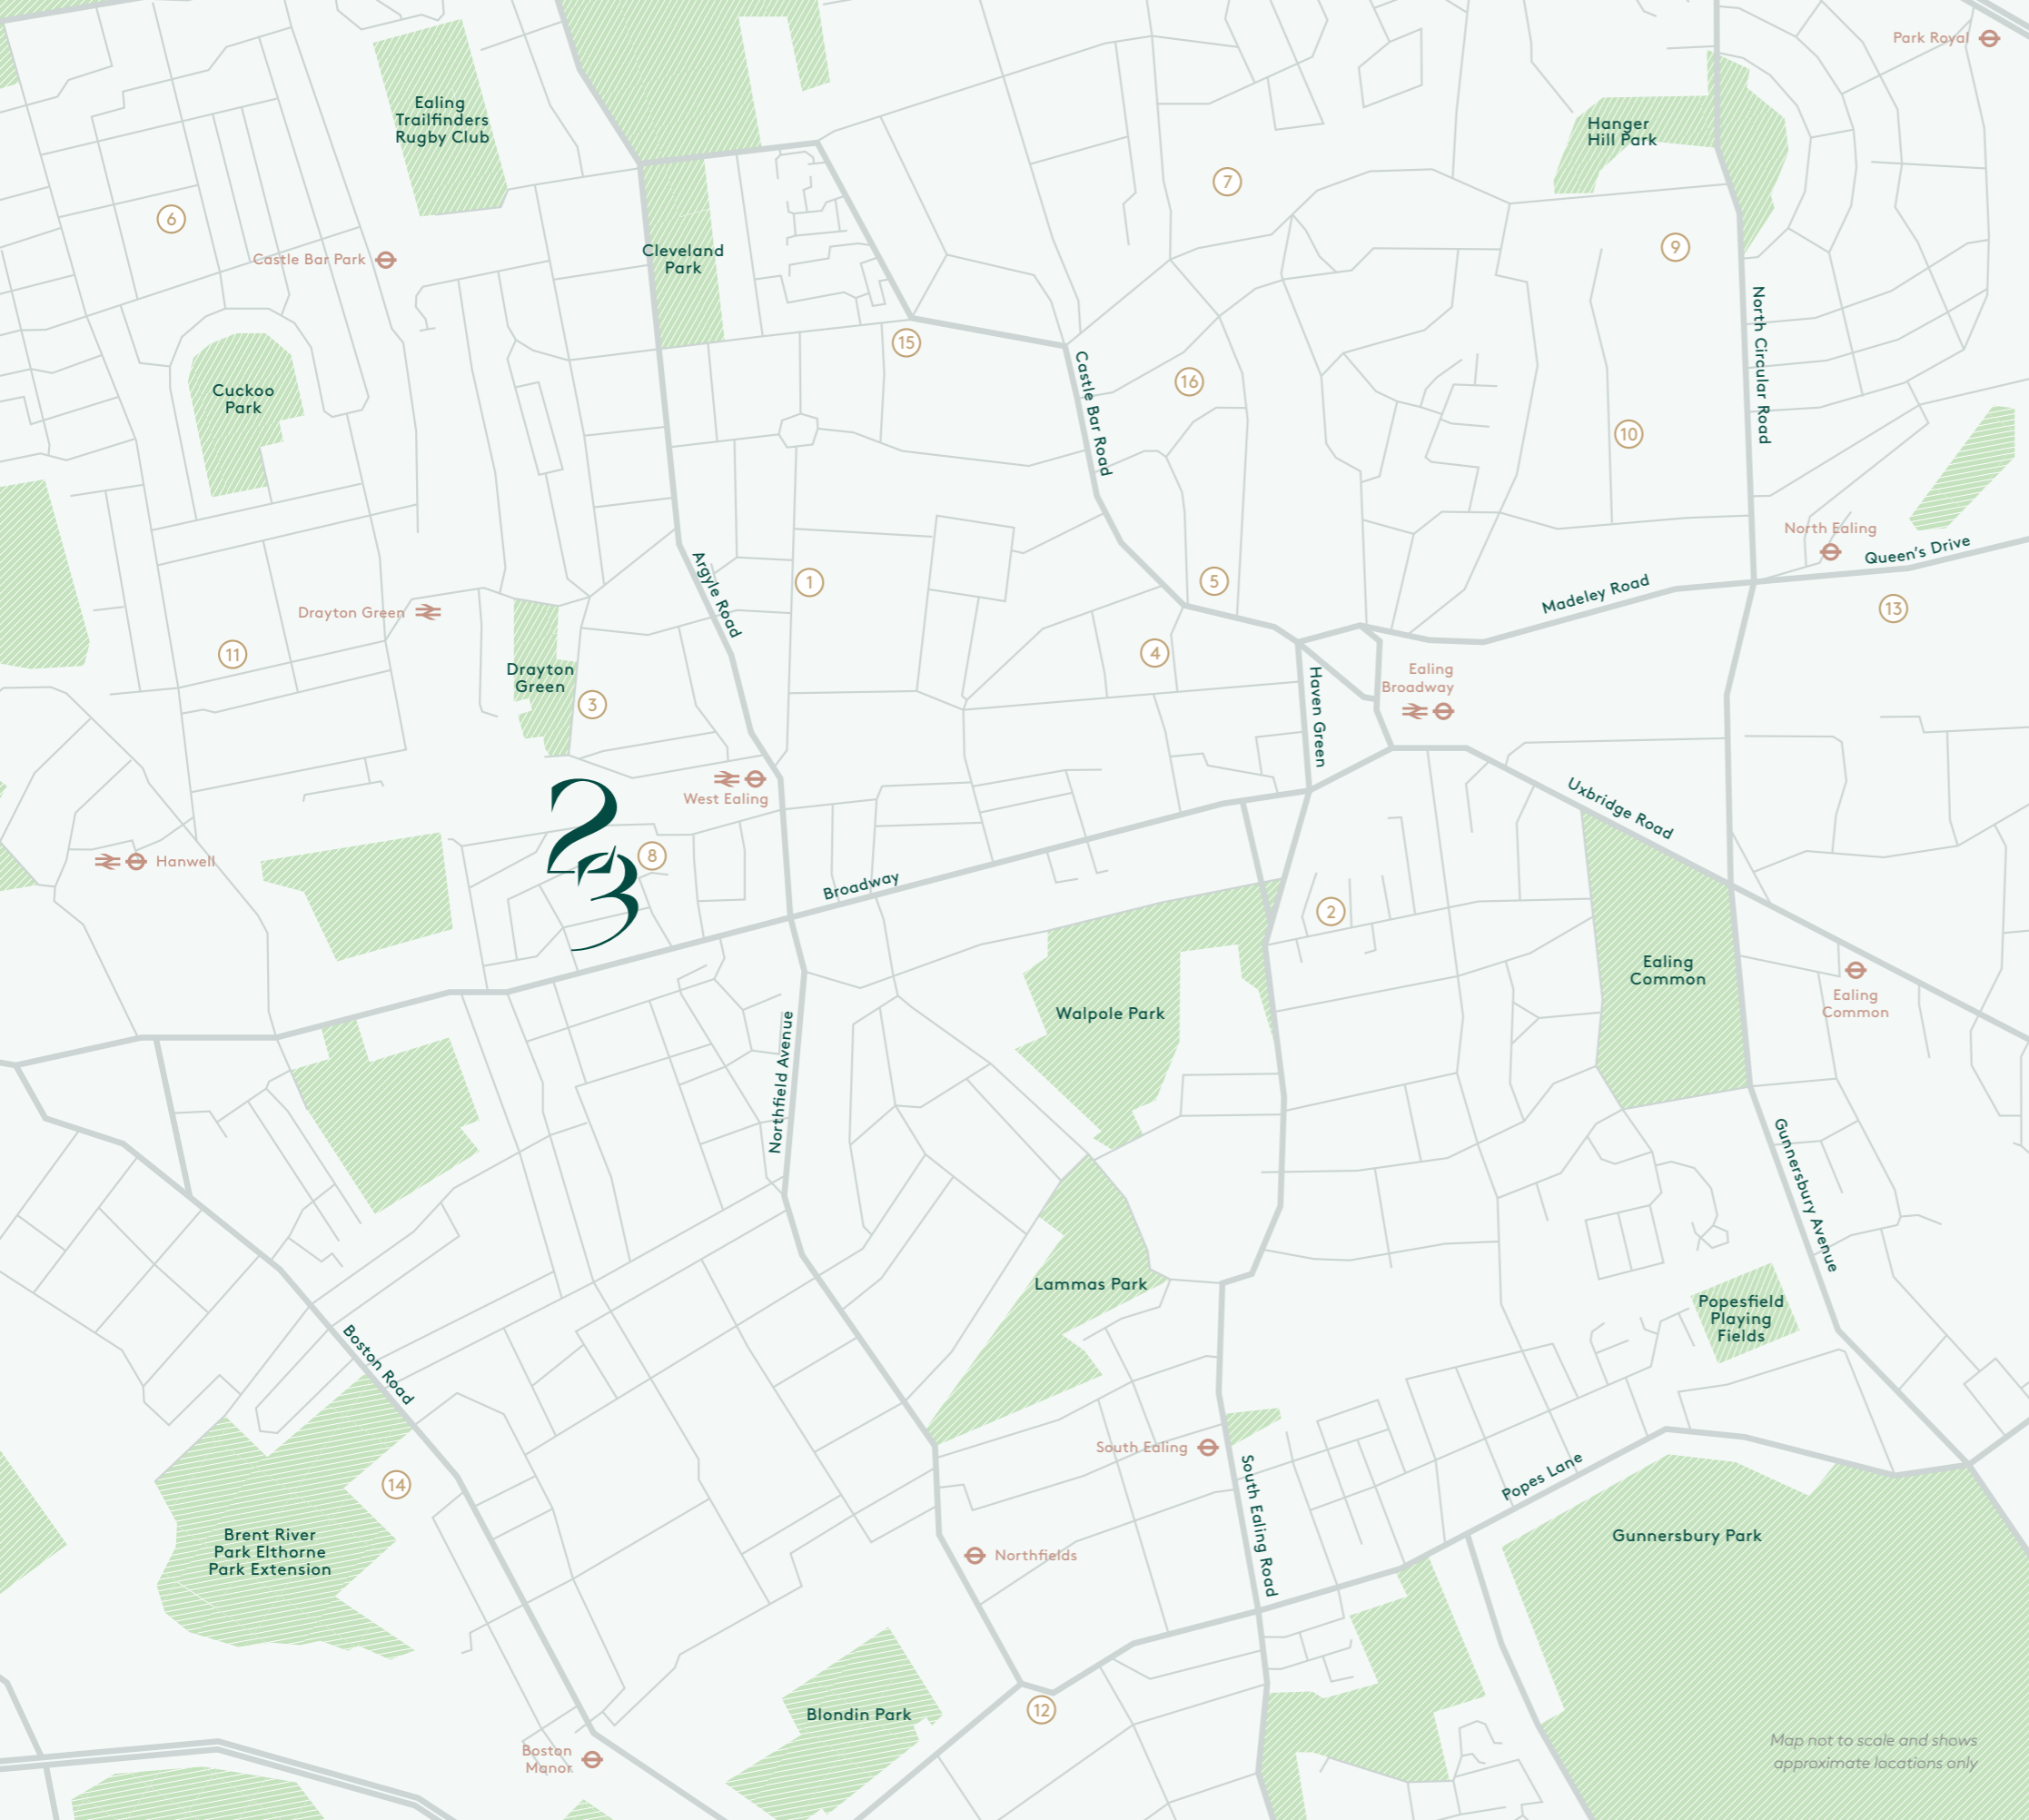 Park Royal
Ealing
Trailfinders
Rugby Club
Hanger
Hill Park
7
6
9
Castle Bar Park
Cleveland
Park
North Circular Road
15
Castle Bar Road
16
Cuckoo
Park
10
North Ealing
Queen's Drive
Argyle Road
1
5
Madeley Road
13
Drayton Green
11
4
Drayton
Green
3
Haven Green
Ealing
Broadway
West Ealing
Uxbridge Road
23
8
Hanwell
Broadway
2
Ealing
Common
Ealing
Common
Walpole Park
Northfield Avenue
Gunnersbury Avenue
Lammas Park
Popesfield
Playing
Fields
Boston Road
South Ealing
14
South Ealing Road
Popes Lane
Brent River
Park Elthorne
Park Extension
Gunnersbury Park
Northfields
12
Blondin Park
Boston
Manor
Map not to scale and shows
approximate locations only